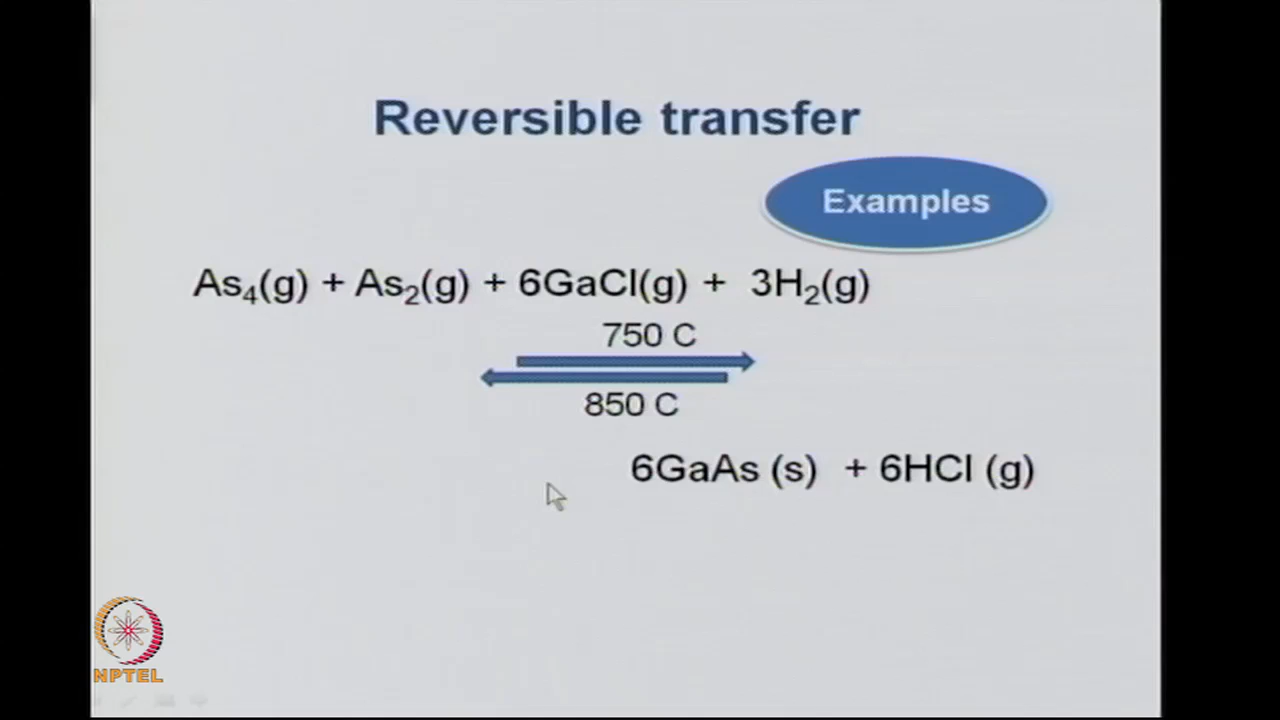 Reversible transfer
Examples
As₄(g) + As₂(g) + 6GaCl(g) + 3H₂(g)
750 C
850 C
6GaAs (s) + 6HCl (g)
NPTEL